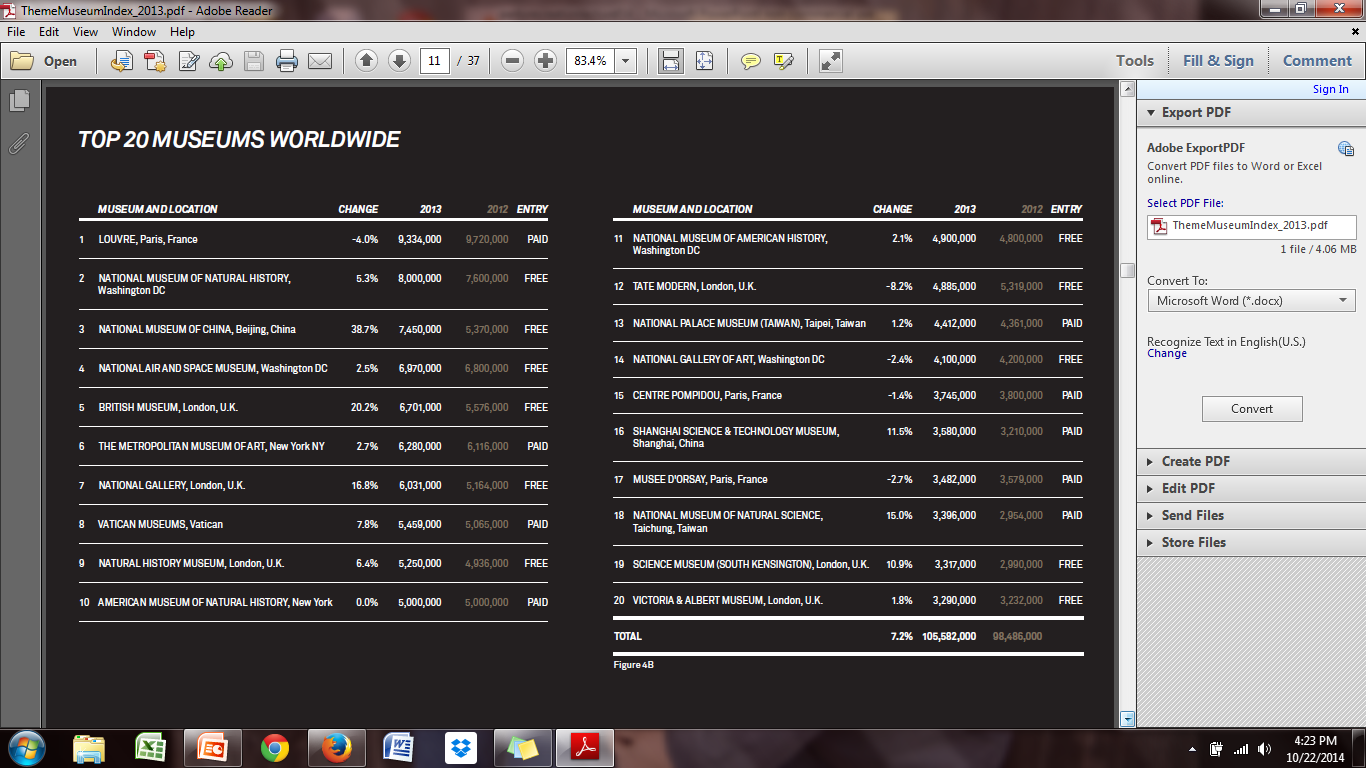 ThemeMuseumIndex_2013.pdf - Adobe Reader
File Edit View Window Help
Open 11 / 37 83.4% Tools Fill & Sign Comment
Sign In
TOP 20 MUSEUMS WORLDWIDE
MUSEUM AND LOCATION CHANGE 2013 2012 ENTRY
1 LOUVRE, Paris, France -4.0% 9,334,000 9,720,000 PAID
2 NATIONAL MUSEUM OF NATURAL HISTORY, 5.3% 8,000,000 7,600,000 FREE
Washington DC
3 NATIONAL MUSEUM OF CHINA, Beijing, China 38.7% 7,450,000 5,370,000 FREE
4 NATIONAL AIR AND SPACE MUSEUM, Washington DC 2.5% 6,970,000 6,800,000 FREE
5 BRITISH MUSEUM, London, U.K. 20.2% 6,701,000 5,576,000 FREE
6 THE METROPOLITAN MUSEUM OF ART, New York NY 2.7% 6,280,000 6,116,000 PAID
7 NATIONAL GALLERY, London, U.K. 16.8% 6,031,000 5,164,000 FREE
8 VATICAN MUSEUMS, Vatican 7.8% 5,459,000 5,065,000 PAID
9 NATURAL HISTORY MUSEUM, London, U.K. 6.4% 5,250,000 4,936,000 FREE
10 AMERICAN MUSEUM OF NATURAL HISTORY, New York 0.0% 5,000,000 5,000,000 PAID
MUSEUM AND LOCATION CHANGE 2013 2012 ENTRY
11 NATIONAL MUSEUM OF AMERICAN HISTORY, 2.1% 4,900,000 4,800,000 FREE
Washington DC
12 TATE MODERN, London, U.K. -8.2% 4,885,000 5,319,000 FREE
13 NATIONAL PALACE MUSEUM (TAIWAN), Taipei, Taiwan 1.2% 4,412,000 4,361,000 PAID
14 NATIONAL GALLERY OF ART, Washington DC -2.4% 4,100,000 4,200,000 FREE
15 CENTRE POMPIDOU, Paris, France -1.4% 3,745,000 3,800,000 PAID
16 SHANGHAI SCIENCE & TECHNOLOGY MUSEUM, 11.5% 3,580,000 3,210,000 PAID
Shanghai, China
17 MUSEE D'ORSAY, Paris, France -2.7% 3,482,000 3,579,000 PAID
18 NATIONAL MUSEUM OF NATURAL SCIENCE, 15.0% 3,396,000 2,954,000 PAID
Taichung, Taiwan
19 SCIENCE MUSEUM (SOUTH KENSINGTON), London, U.K. 10.9% 3,317,000 2,990,000 FREE
20 VICTORIA & ALBERT MUSEUM, London, U.K. 1.8% 3,290,000 3,232,000 FREE
TOTAL 7.2% 105,582,000 98,486,000
Figure 4B
Export PDF
Adobe ExportPDF
Convert PDF files to Word or Excel
online.
Select PDF File:
ThemeMuseumIndex_2013.pdf
1 file / 4.06 MB
Convert To:
Microsoft Word (*.docx)
Recognize Text in English(U.S.)
Change
Convert
Create PDF
Edit PDF
Send Files
Store Files
4:23 PM
10/22/2014